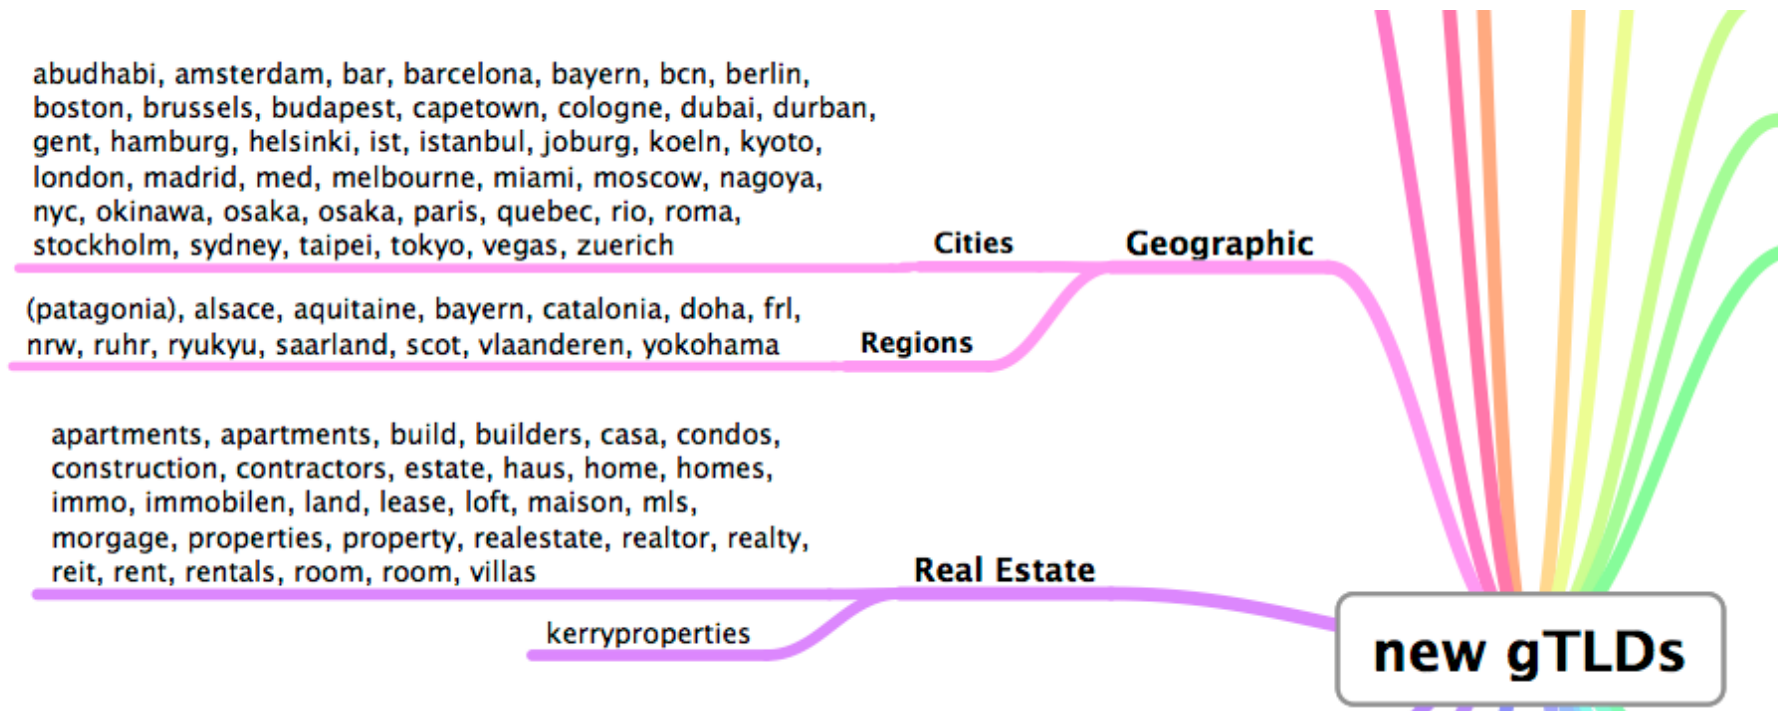 abudhabi, amsterdam, bar, barcelona, bayern, bcn, berlin,
boston, brussels, budapest, capetown, cologne, dubai, durban,
gent, hamburg, helsinki, ist, istanbul, joburg, koeln, kyoto,
london, madrid, med, melbourne, miami, moscow, nagoya,
nyc, okinawa, osaka, osaka, paris, quebec, rio, roma,
stockholm, sydney, taipei, tokyo, vegas, zuerich
Cities
Geographic
(patagonia), alsace, aquitaine, bayern, catalonia, doha, frl,
nrw, ruhr, ryukyu, saarland, scot, vlaanderen, yokohama
Regions
apartments, apartments, build, builders, casa, condos,
construction, contractors, estate, haus, home, homes,
immo, immobilen, land, lease, loft, maison, mls,
morgage, properties, property, realestate, realtor, realty,
reit, rent, rentals, room, room, villas
Real Estate
kerryproperties
new gTLDs